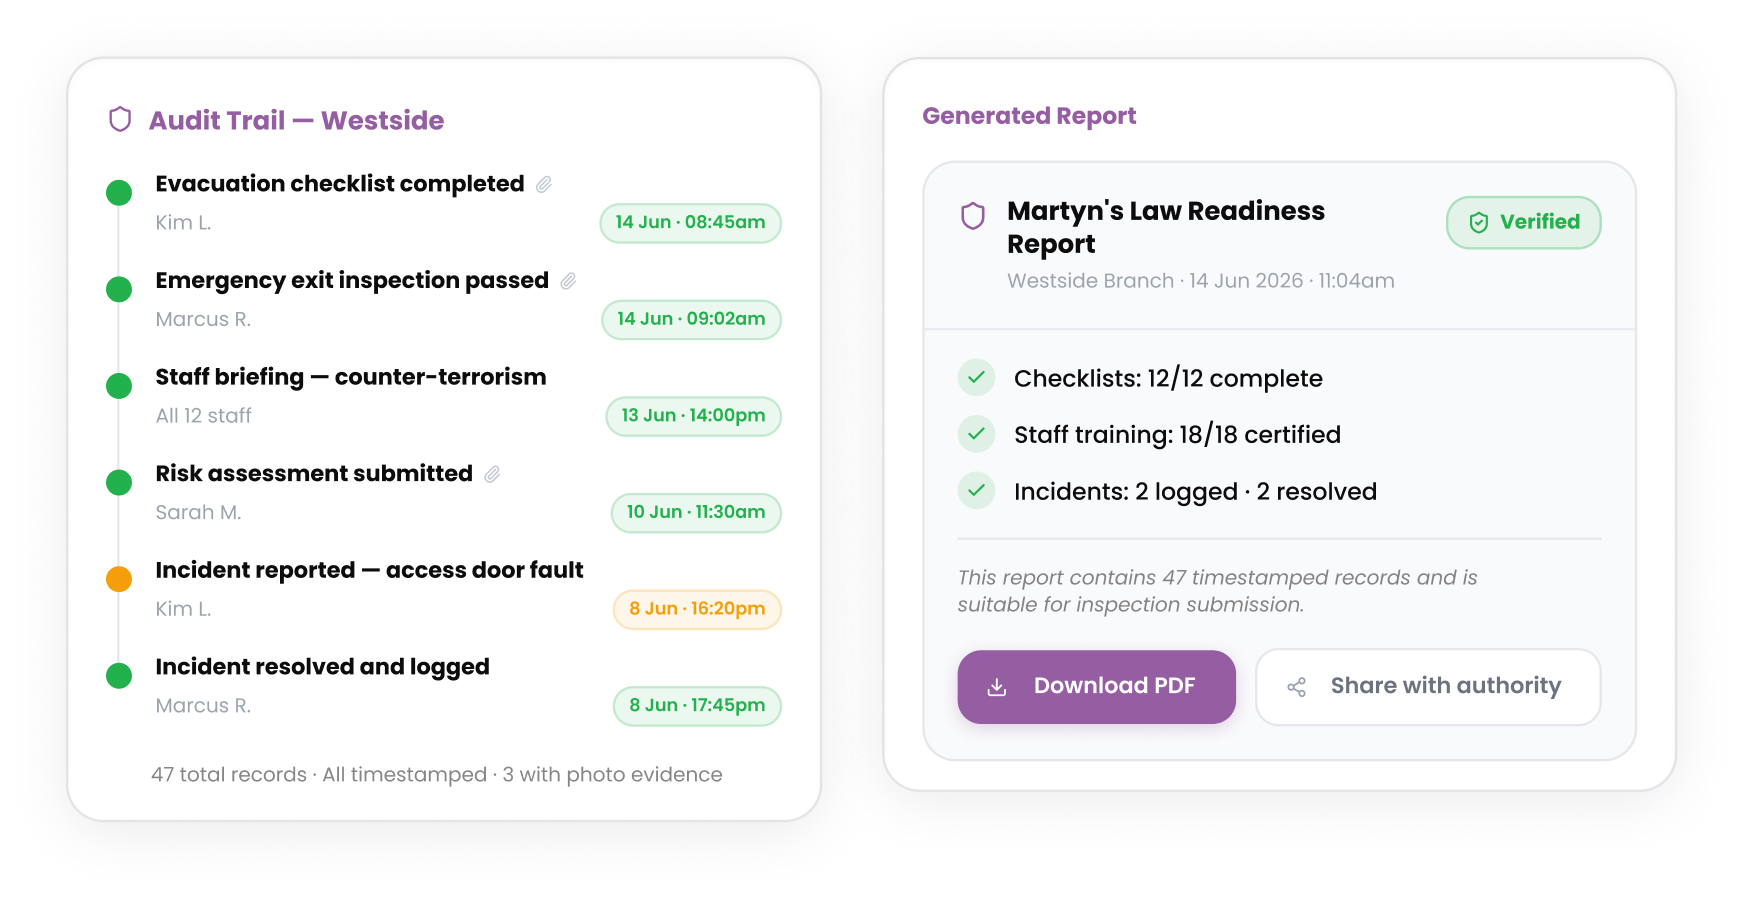 Audit Trail — Westside
Evacuation checklist completed
Kim L.
14 Jun · 08:45am
Emergency exit inspection passed
Marcus R.
14 Jun · 09:02am
Staff briefing — counter-terrorism
All 12 staff
13 Jun · 14:00pm
Risk assessment submitted
Sarah M.
10 Jun · 11:30am
Incident reported — access door fault
Kim L.
8 Jun · 16:20pm
Incident resolved and logged
Marcus R.
8 Jun · 17:45pm
47 total records · All timestamped · 3 with photo evidence
Generated Report
Martyn's Law Readiness
Report
Verified
Westside Branch · 14 Jun 2026 · 11:04am
Checklists: 12/12 complete
Staff training: 18/18 certified
Incidents: 2 logged · 2 resolved
This report contains 47 timestamped records and is
suitable for inspection submission.
Download PDF
Share with authority